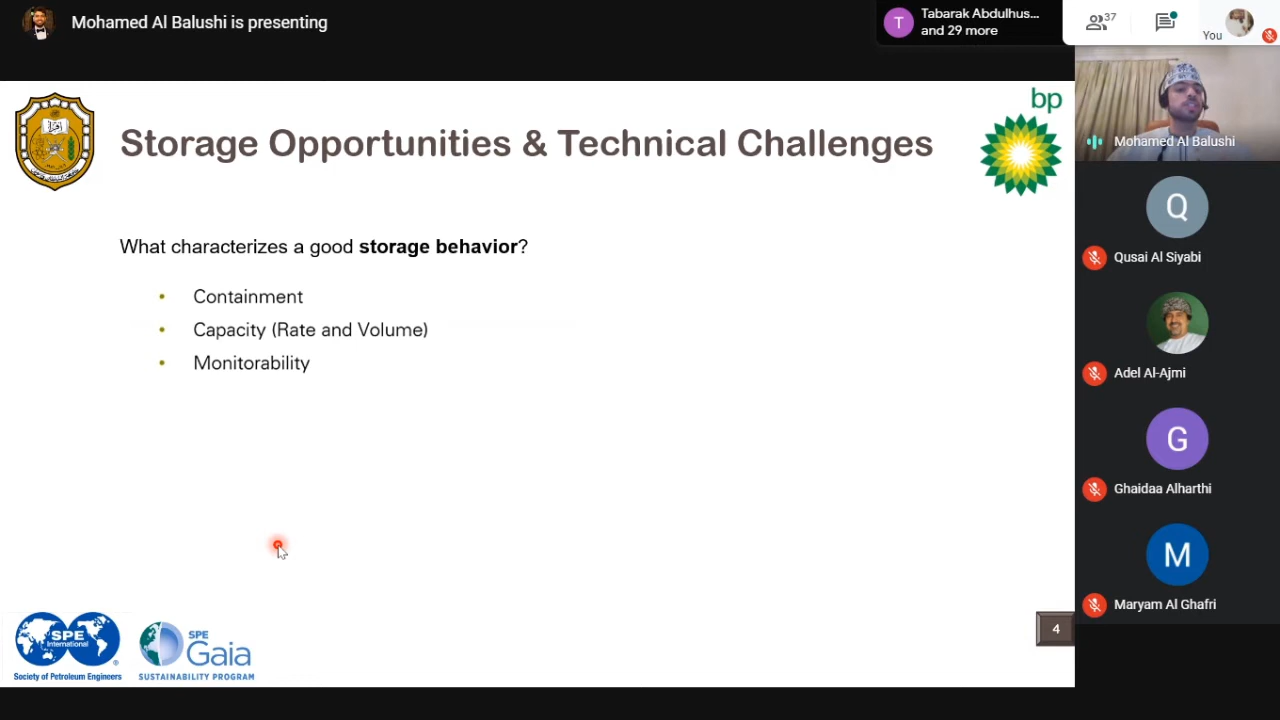 Mohamed Al Balushi is presenting
T
Tabarak Abdulhus...
and 29 more
37
You
bp
Storage Opportunities & Technical Challenges
Mohamed Al Balushi
What characterizes a good storage behavior?
• Containment
• Capacity (Rate and Volume)
• Monitorability
Q
Qusai Al Siyabi
Adel Al-Ajmi
G
Ghaidaa Alharthi
M
Maryam Al Ghafri
SPE
International
®
Society of Petroleum Engineers
SPE
Gaia
SUSTAINABILITY PROGRAM
4